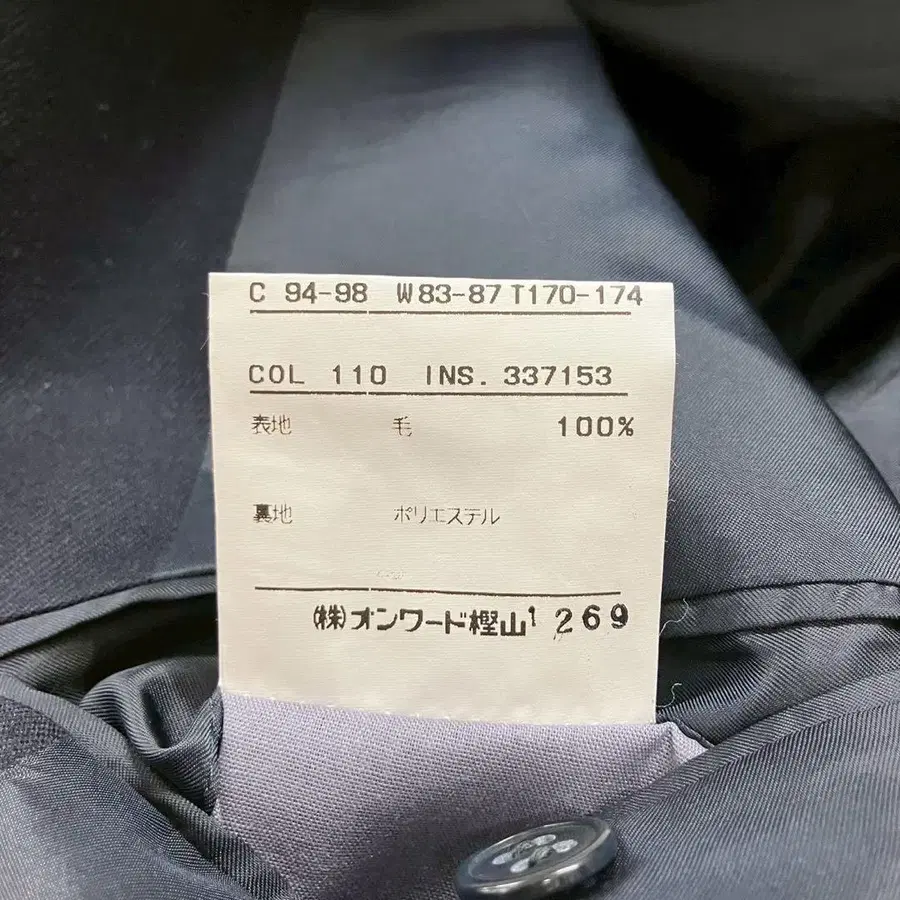 C 94-98 W83-87 T170-174
COL 110 INS. 337153
表地 毛 100%
裏地 ポリエステル
(株)オンワード樫山1 269